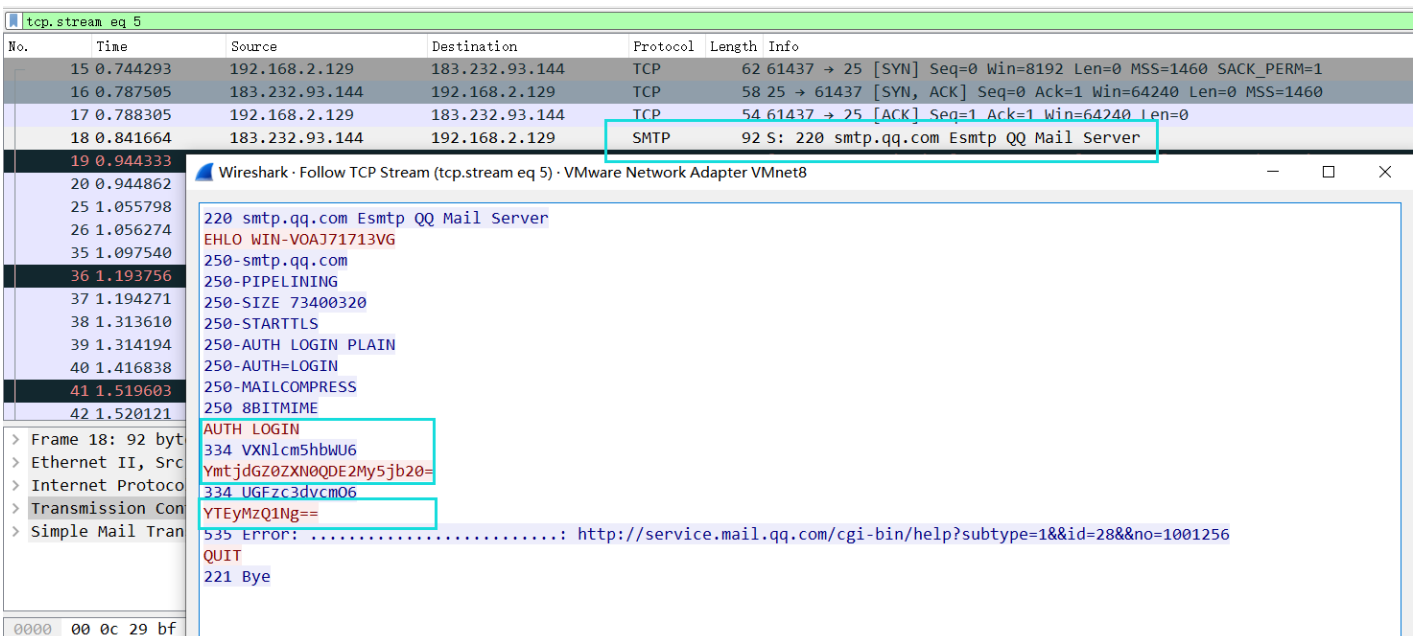 tcp.stream eq 5
No. Time Source Destination Protocol Length Info
15 0.744293 192.168.2.129 183.232.93.144 TCP 62 61437 → 25 [SYN] Seq=0 Win=8192 Len=0 MSS=1460 SACK_PERM=1
16 0.787505 183.232.93.144 192.168.2.129 TCP 58 25 → 61437 [SYN, ACK] Seq=0 Ack=1 Win=64240 Len=0 MSS=1460
17 0.788305 192.168.2.129 183.232.93.144 TCP 54 61437 → 25 [ACK] Seq=1 Ack=1 Win=64240 Len=0
18 0.841664 183.232.93.144 192.168.2.129 SMTP 92 S: 220 smtp.qq.com Esmtp QQ Mail Server
19 0.944333
20 0.944862
25 1.055798
26 1.056274
35 1.097540
36 1.193756
37 1.194271
38 1.313610
39 1.314194
40 1.416838
41 1.519603
42 1.520121
Frame 18: 92 byt
Ethernet II, Src
Internet Protoco
Transmission Con
Simple Mail Tran
0000 00 0c 29 bf
Wireshark · Follow TCP Stream (tcp.stream eq 5) · VMware Network Adapter VMnet8
220 smtp.qq.com Esmtp QQ Mail Server
EHLO WIN-VOAJ71713VG
250-smtp.qq.com
250-PIPELINING
250-SIZE 73400320
250-STARTTLS
250-AUTH LOGIN PLAIN
250-AUTH=LOGIN
250-MAILCOMPRESS
250 8BITMIME
AUTH LOGIN
334 VXNlcm5hbWU6
YmtjdGZ0ZXN0QDE2My5jb20=
334 UGFzc3dvcmQ6
YTEyMzQ1Ng==
535 Error: ..........................: http://service.mail.qq.com/cgi-bin/help?subtype=1&&id=28&&no=1001256
QUIT
221 Bye